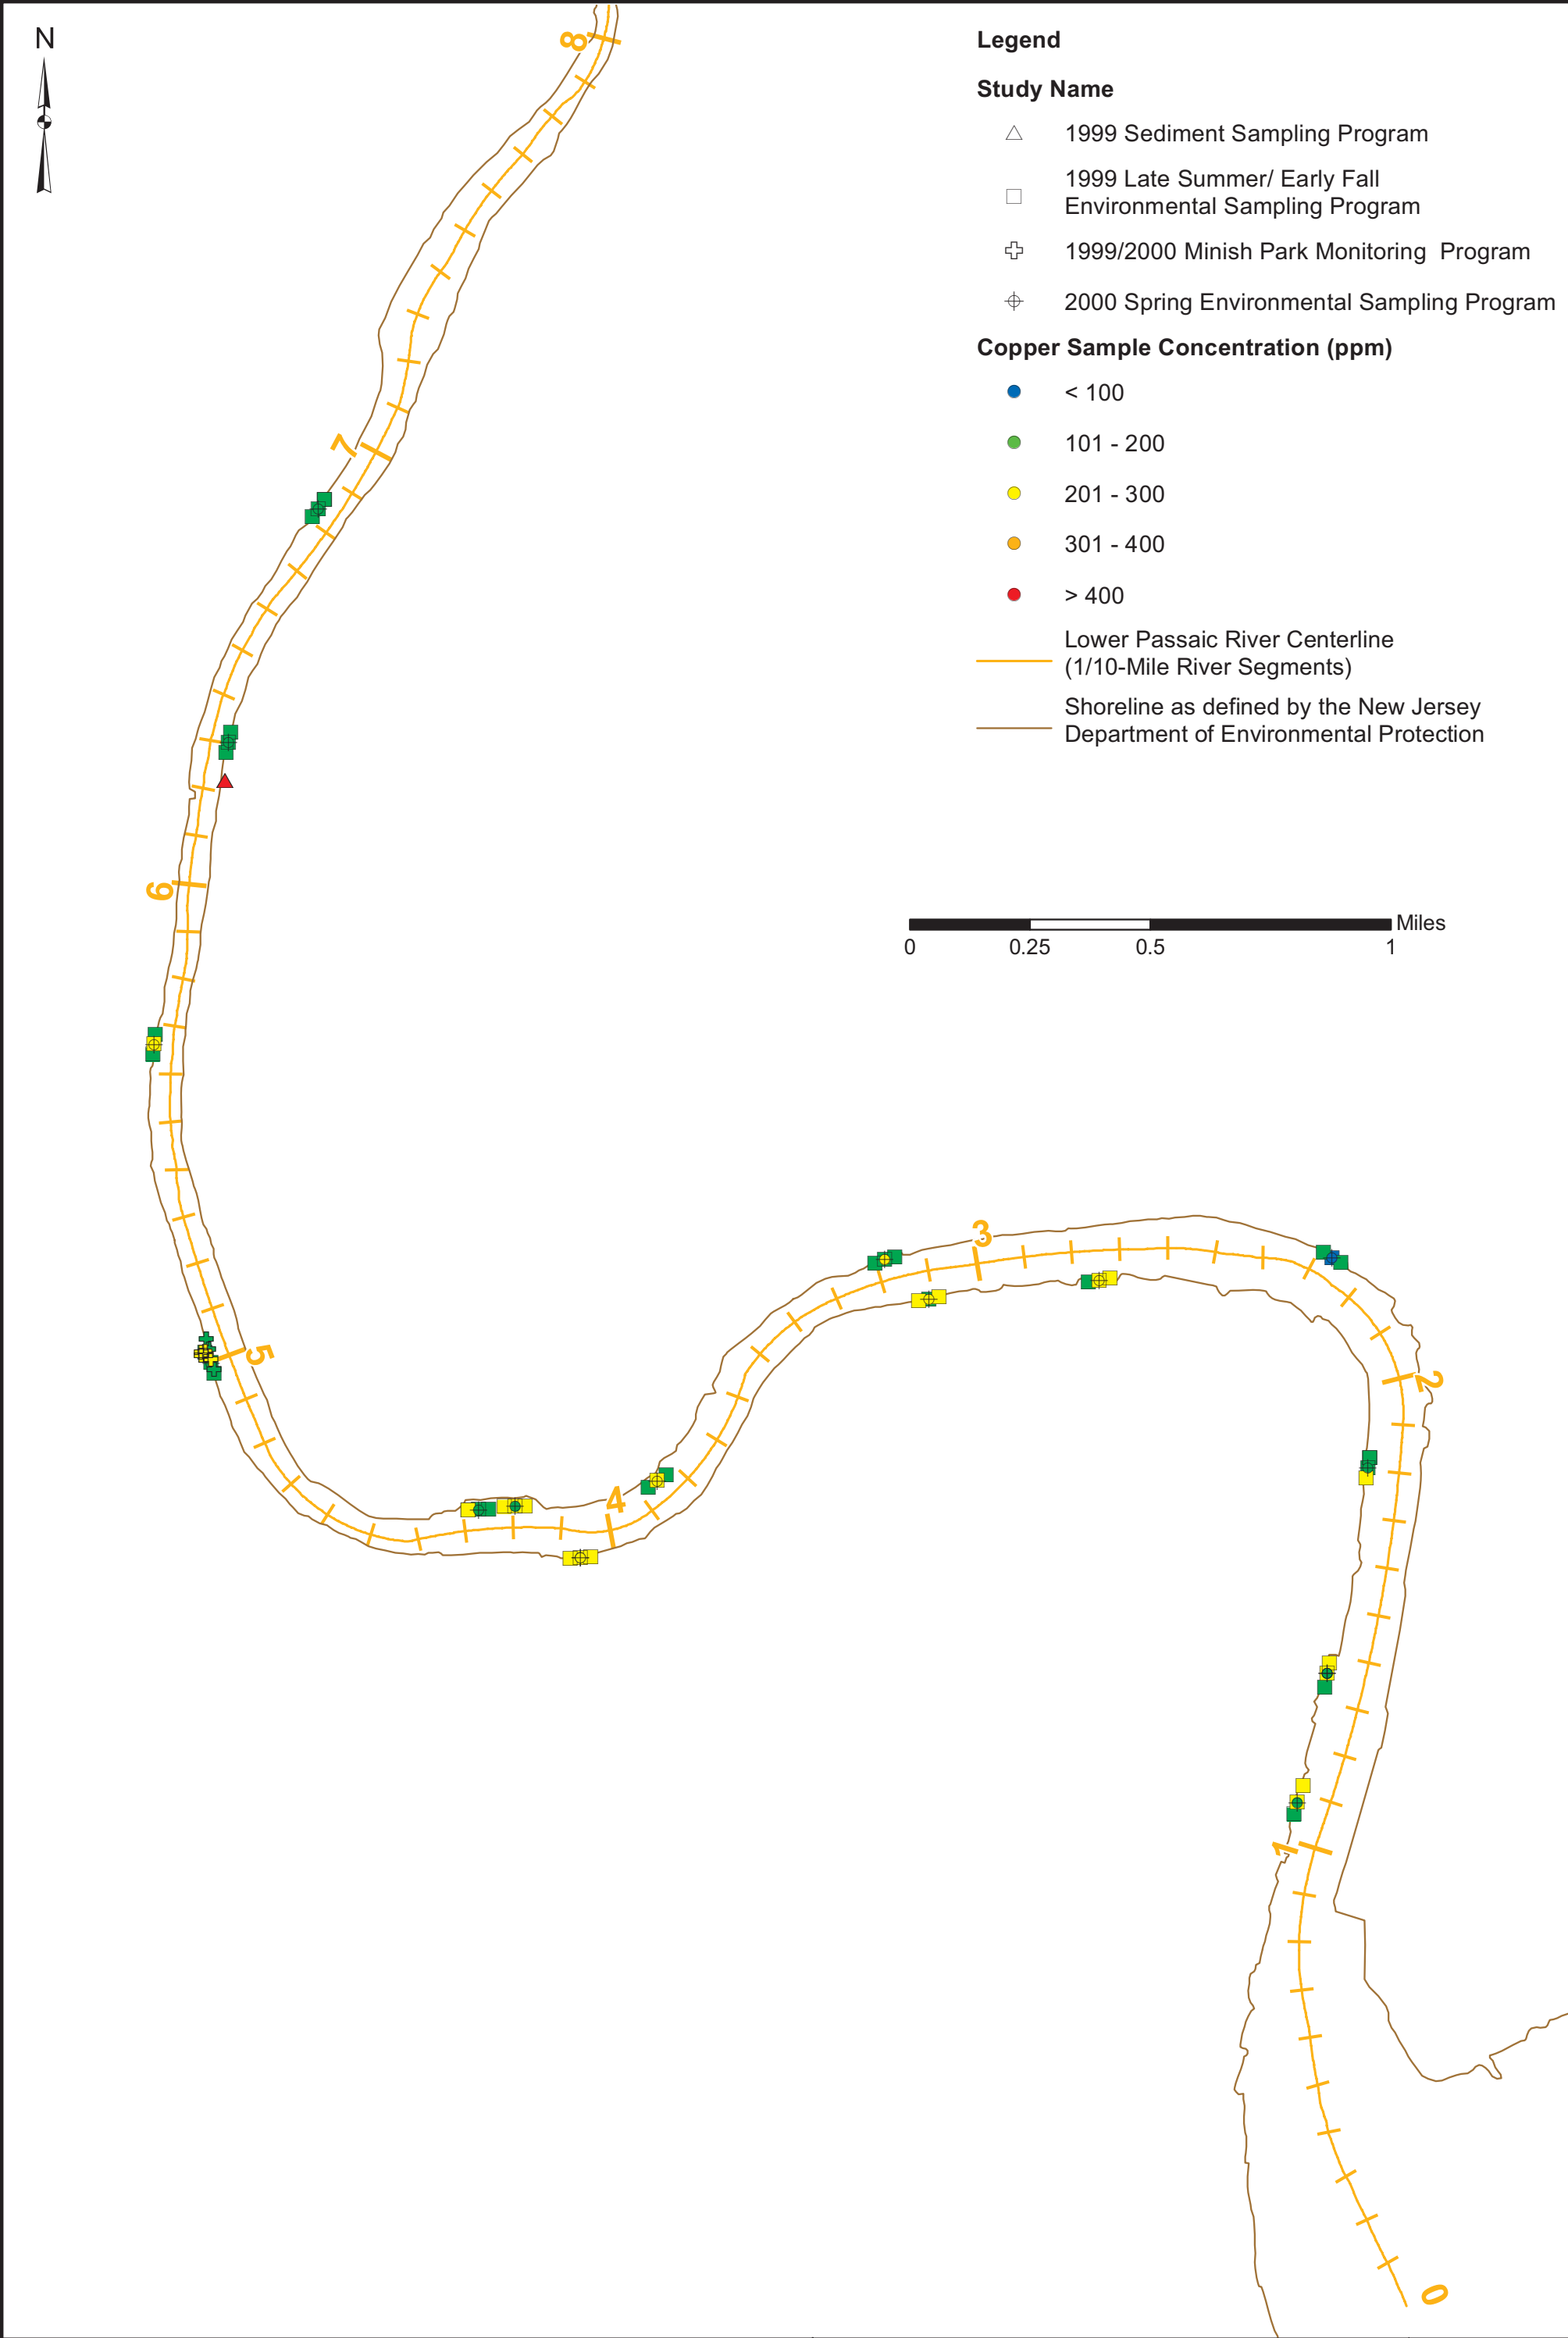 N
Legend
Study Name
1999 Sediment Sampling Program
1999 Late Summer/ Early Fall
Environmental Sampling Program
1999/2000 Minish Park Monitoring  Program
2000 Spring Environmental Sampling Program
Copper Sample Concentration (ppm)
< 100
101 - 200
201 - 300
301 - 400
> 400
Lower Passaic River Centerline
(1/10-Mile River Segments)
Shoreline as defined by the New Jersey
Department of Environmental Protection
Miles
0 0.25 0.5 1
8
7
6
5
4
3
2
1
0